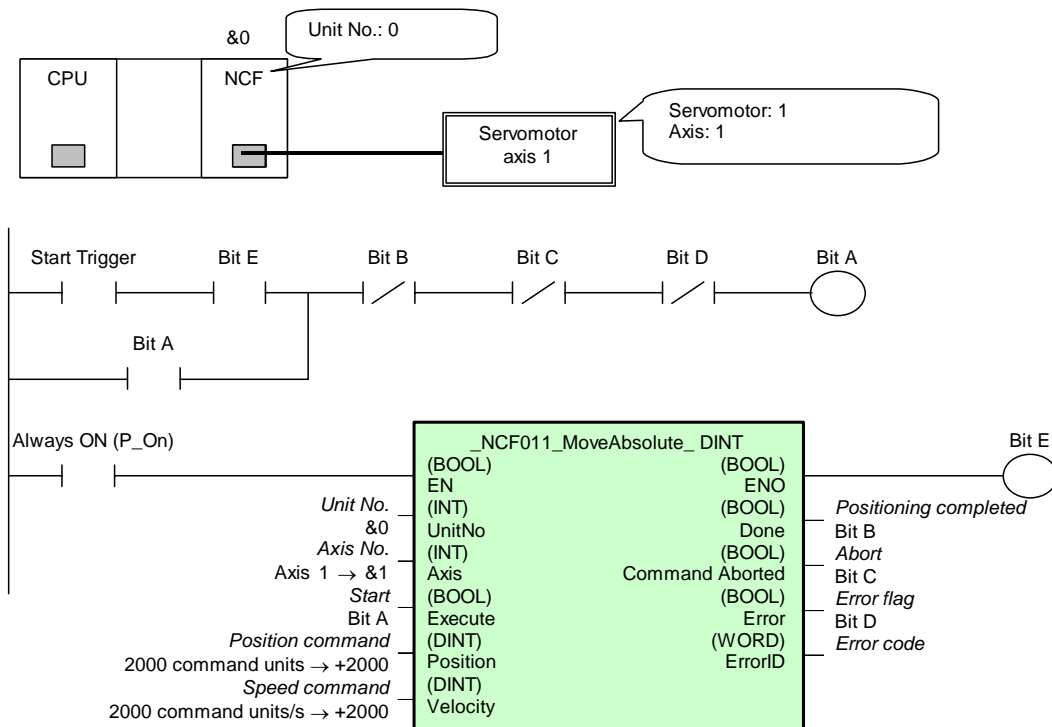 &0
Unit No.: 0
CPU
NCF
Servomotor
axis 1
Servomotor: 1
Axis: 1
Start Trigger
Bit E
Bit B
Bit C
Bit D
Bit A
Bit A
Always ON (P_On)
_NCF011_MoveAbsolute_ DINT
Bit E
(BOOL)
EN
(BOOL)
ENO
Unit No.
&0
(INT)
UnitNo
(BOOL)
Done
Positioning completed
Bit B
Axis No.
Axis 1 → &1
(INT)
Axis
(BOOL)
Command Aborted
Abort
Bit C
Start
Bit A
(BOOL)
Execute
(BOOL)
Error
Error flag
Bit D
Position command
2000 command units → +2000
(DINT)
Position
(WORD)
ErrorID
Error code
Speed command
2000 command units/s → +2000
(DINT)
Velocity